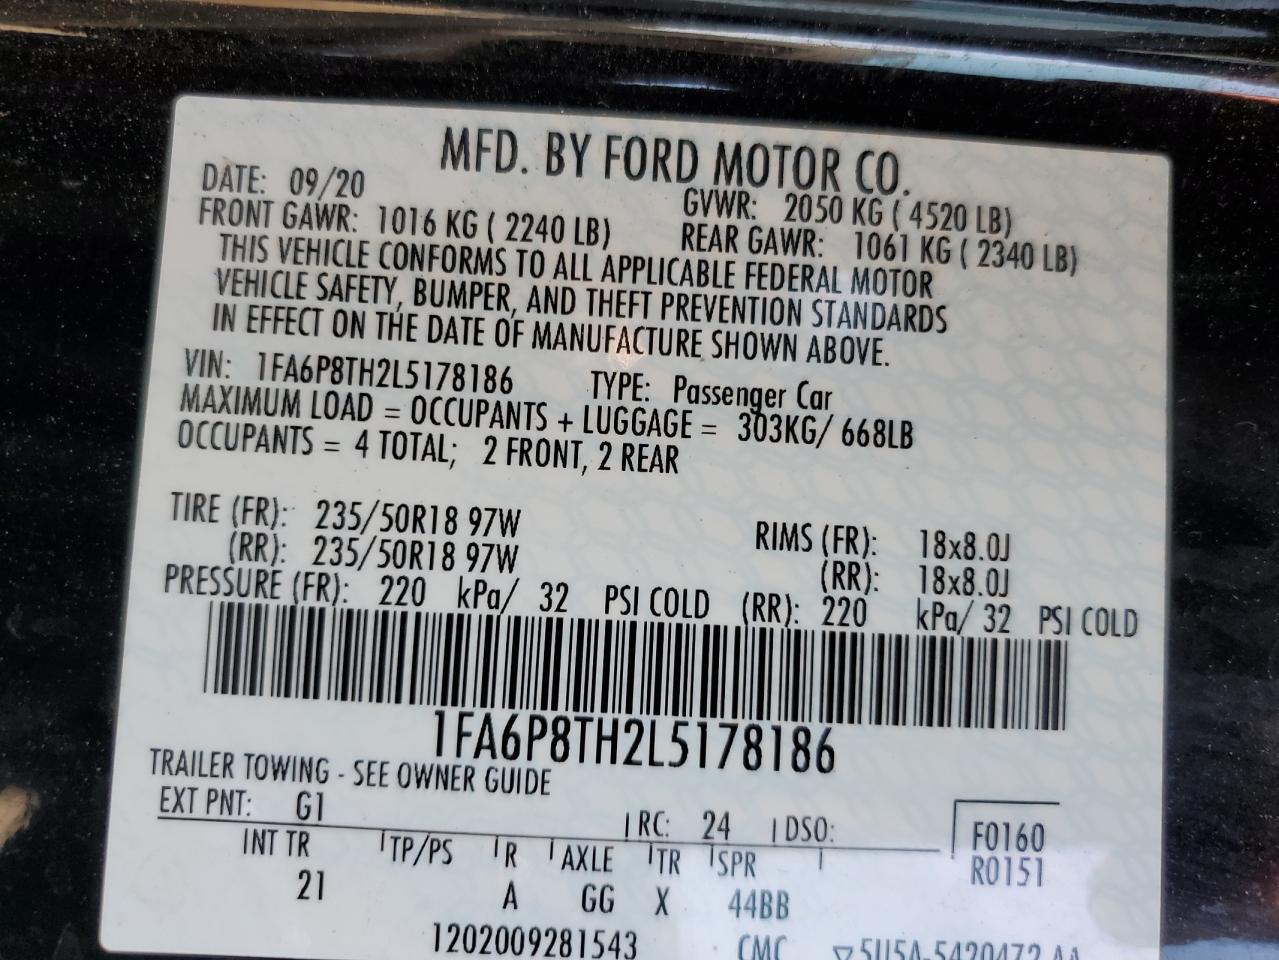 MFD. BY FORD MOTOR CO.
DATE: 09/20 GVWR: 2050 KG ( 4520 LB)
FRONT GAWR: 1016 KG ( 2240 LB) REAR GAWR: 1061 KG ( 2340 LB)
THIS VEHICLE CONFORMS TO ALL APPLICABLE FEDERAL MOTOR
VEHICLE SAFETY, BUMPER, AND THEFT PREVENTION STANDARDS
IN EFFECT ON THE DATE OF MANUFACTURE SHOWN ABOVE.
VIN: 1FA6P8TH2L5178186 TYPE: Passenger Car
MAXIMUM LOAD = OCCUPANTS + LUGGAGE = 303KG/ 668LB
OCCUPANTS = 4 TOTAL; 2 FRONT, 2 REAR
TIRE (FR): 235/50R18 97W RIMS (FR): 18x8.0J
(RR): 235/50R18 97W (RR): 18x8.0J
PRESSURE (FR): 220 kPa/ 32 PSI COLD (RR): 220 kPa/ 32 PSI COLD
1FA6P8TH2L5178186
TRAILER TOWING - SEE OWNER GUIDE
EXT PNT: G1 RC: 24 DSO: F0160
INT TR TP/PS R AXLE TR SPR R0151
21 A GG X 44BB
1202009281543 CMC ▽5U5A-5420472-AA